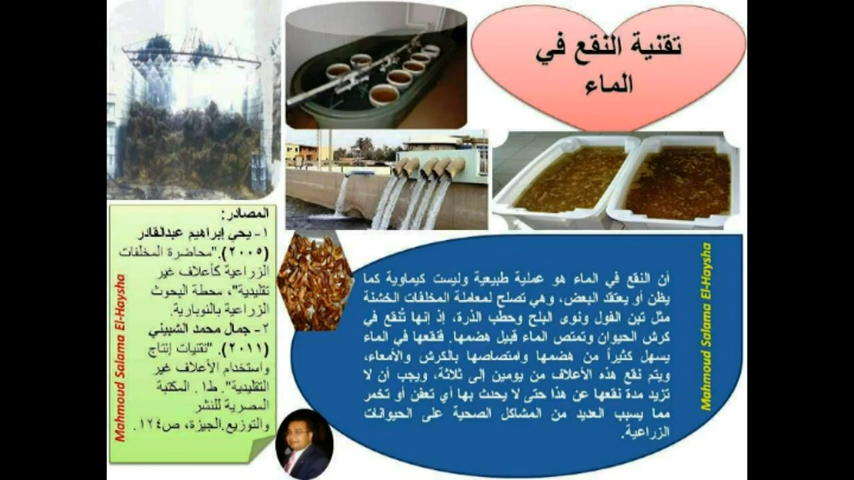 تقنية النقع في
الماء
أن النقع في الماء هو عملية طبيعية وليست كيماوية كما
يظن أو يعتقد البعض، وهي تصلح لمعاملة المخلفات الخشنة
مثل تبن الفول ونوى البلح وحطب الذرة، إذ إنها تُنقع في
كرش الحيوان وتمتص الماء قبيل هضمها. فنقعها في الماء
يسهل كثيراً من هضمها وامتصاصها بالكرش والأمعاء،
ويتم نقع هذه الأعلاف من يومين إلى ثلاثة، ويجب أن لا
تزيد مدة نقعها عن هذا حتى لا يحدث بها أي تعفن أو تخمر
مما يسبب العديد من المشاكل الصحية على الحيوانات
الزراعية.
Mahmoud Salama El-Haysha
المصادر:
١- يحي إبراهيم عبدالقادر
(٢٠٠٥)."محاضرة المخلفات
الزراعية كأعلاف غير
تقليدية"، محطة البحوث
الزراعية بالنوبارية.
٢- جمال محمد الشبيني
(٢٠١١). "تقنيات إنتاج
واستخدام الأعلاف غير
التقليدية". ط١ . المكتبة
المصرية للنشر
والتوزيع.الجيزة، ص١٢٤.
Mahmoud Salama El-Haysha